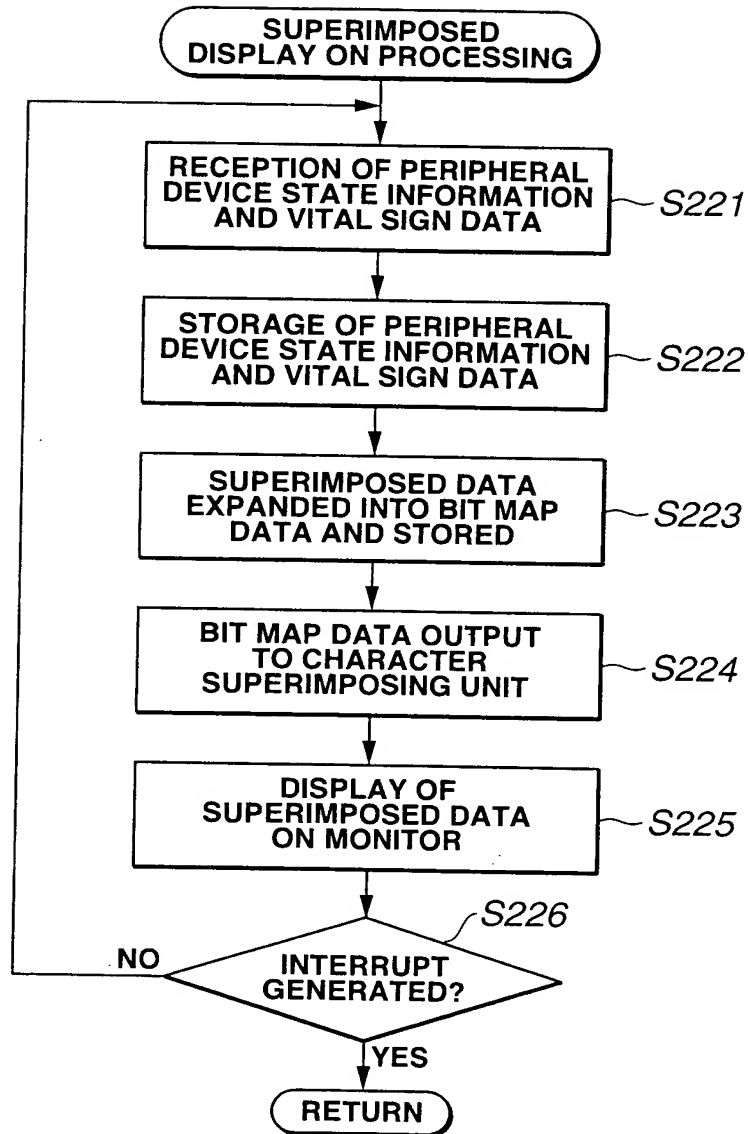 SUPERIMPOSED
DISPLAY ON PROCESSING
RECEPTION OF PERIPHERAL
DEVICE STATE INFORMATION
AND VITAL SIGN DATA
S221
STORAGE OF PERIPHERAL
DEVICE STATE INFORMATION
AND VITAL SIGN DATA
S222
SUPERIMPOSED DATA
EXPANDED INTO BIT MAP
DATA AND STORED
S223
BIT MAP DATA OUTPUT
TO CHARACTER
SUPERIMPOSING UNIT
S224
DISPLAY OF
SUPERIMPOSED DATA
ON MONITOR
S225
S226
NO
INTERRUPT
GENERATED?
YES
RETURN